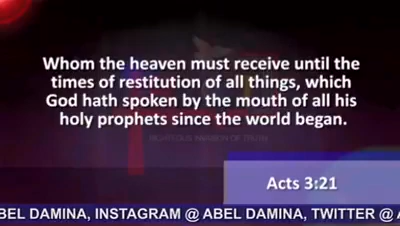 Whom the heaven must receive until the
times of restitution of all things, which
God hath spoken by the mouth of all his
holy prophets since the world began.
Acts 3:21
BEL DAMINA, INSTAGRAM @ ABEL DAMINA, TWITTER @ A